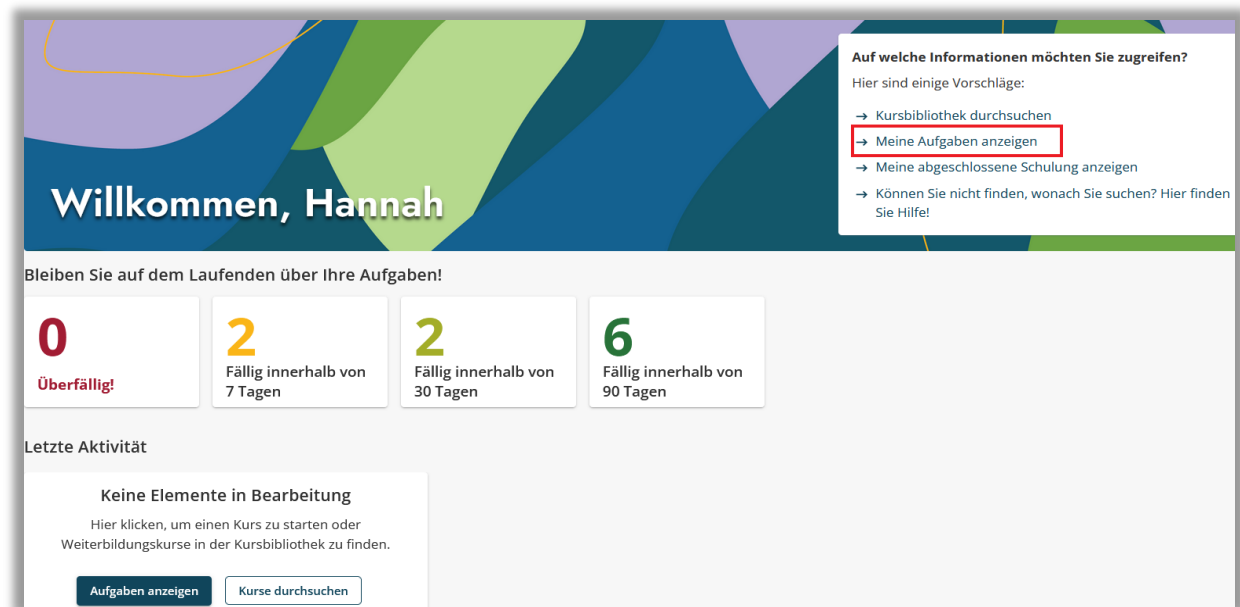 Auf welche Informationen möchten Sie zugreifen?
Hier sind einige Vorschläge:
→ Kursbibliothek durchsuchen
→ Meine Aufgaben anzeigen
→ Meine abgeschlossene Schulung anzeigen
→ Können Sie nicht finden, wonach Sie suchen? Hier finden
Sie Hilfe!
Willkommen, Hannah
Bleiben Sie auf dem Laufenden über Ihre Aufgaben!
0
Überfällig!
2
Fällig innerhalb von
7 Tagen
2
Fällig innerhalb von
30 Tagen
6
Fällig innerhalb von
90 Tagen
Letzte Aktivität
Keine Elemente in Bearbeitung
Hier klicken, um einen Kurs zu starten oder
Weiterbildungskurse in der Kursbibliothek zu finden.
Aufgaben anzeigen
Kurse durchsuchen